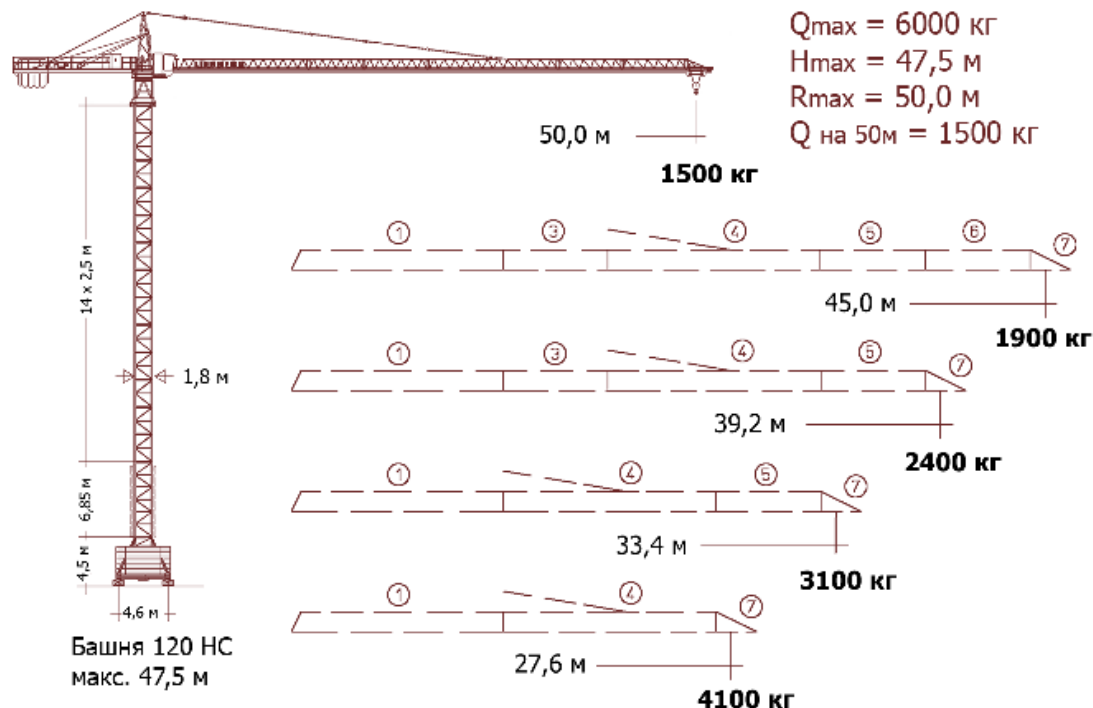 Qmax = 6000 кг
Hmax = 47,5 м
Rmax = 50,0 м
Q на 50м = 1500 кг
50,0 м
1500 кг
14 x 2,5 м
1,8 м
6,85 м
4,5 м
4,6 м
Башня 120 НС
макс. 47,5 м
1 3 4 5 6 7
45,0 м
1900 кг
1 3 4 5 7
39,2 м
2400 кг
1 4 5 7
33,4 м
3100 кг
1 4 7
27,6 м
4100 кг